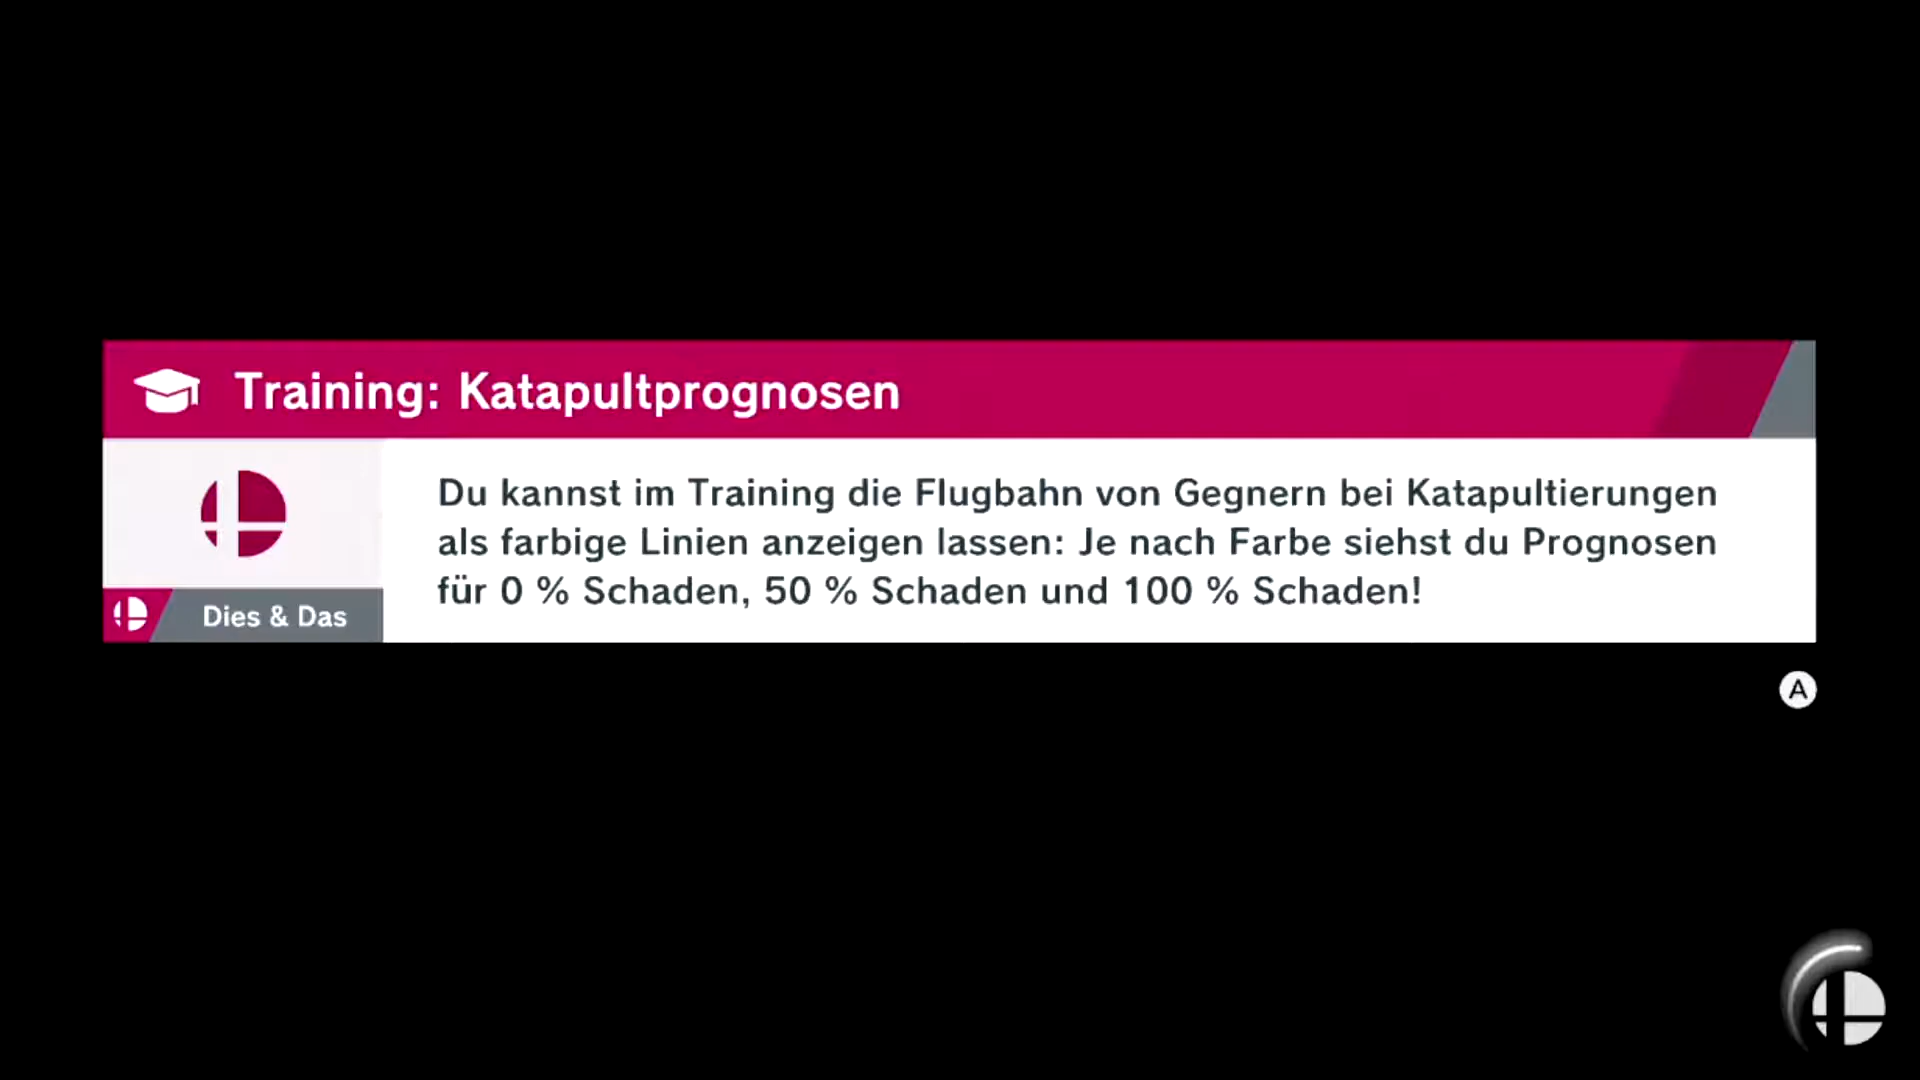 Training: Katapultprognosen
Du kannst im Training die Flugbahn von Gegnern bei Katapultierungen
als farbige Linien anzeigen lassen: Je nach Farbe siehst du Prognosen
für 0 % Schaden, 50 % Schaden und 100 % Schaden!
Dies & Das
A